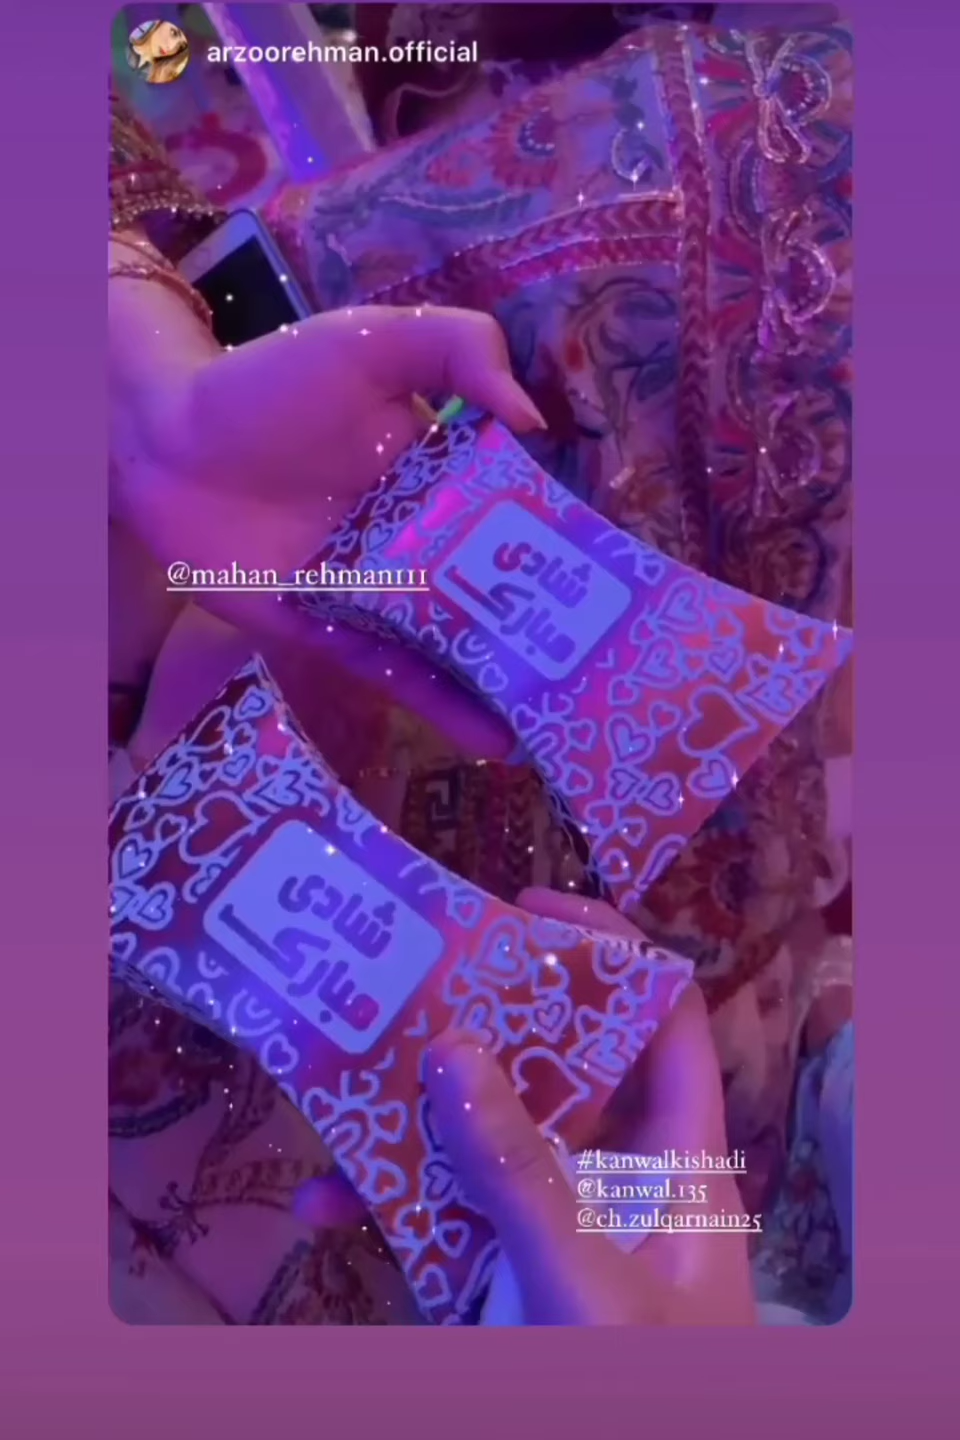 arzoorehman.official
شادی
مبارک
@mahan_rehman111
شادی
مبارک
#kanwalkishadi
@kanwal.135
@ch.zulqarnain25